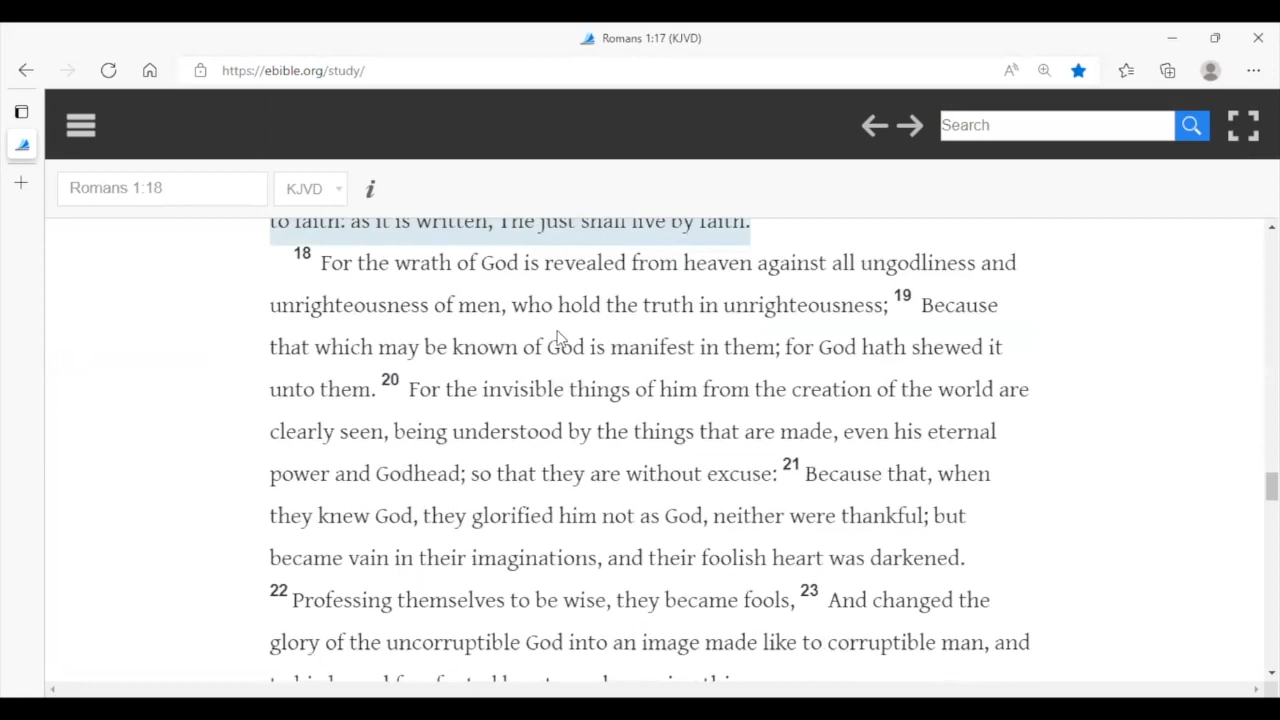 Romans 1:17 (KJVD)
https://ebible.org/study/
Search
Romans 1:18
KJVD
i
to faith: as it is written, The just shall live by faith.
18 For the wrath of God is revealed from heaven against all ungodliness and
unrighteousness of men, who hold the truth in unrighteousness; 19 Because
that which may be known of God is manifest in them; for God hath shewed it
unto them. 20 For the invisible things of him from the creation of the world are
clearly seen, being understood by the things that are made, even his eternal
power and Godhead; so that they are without excuse: 21 Because that, when
they knew God, they glorified him not as God, neither were thankful; but
became vain in their imaginations, and their foolish heart was darkened.
22 Professing themselves to be wise, they became fools, 23 And changed the
glory of the uncorruptible God into an image made like to corruptible man, and